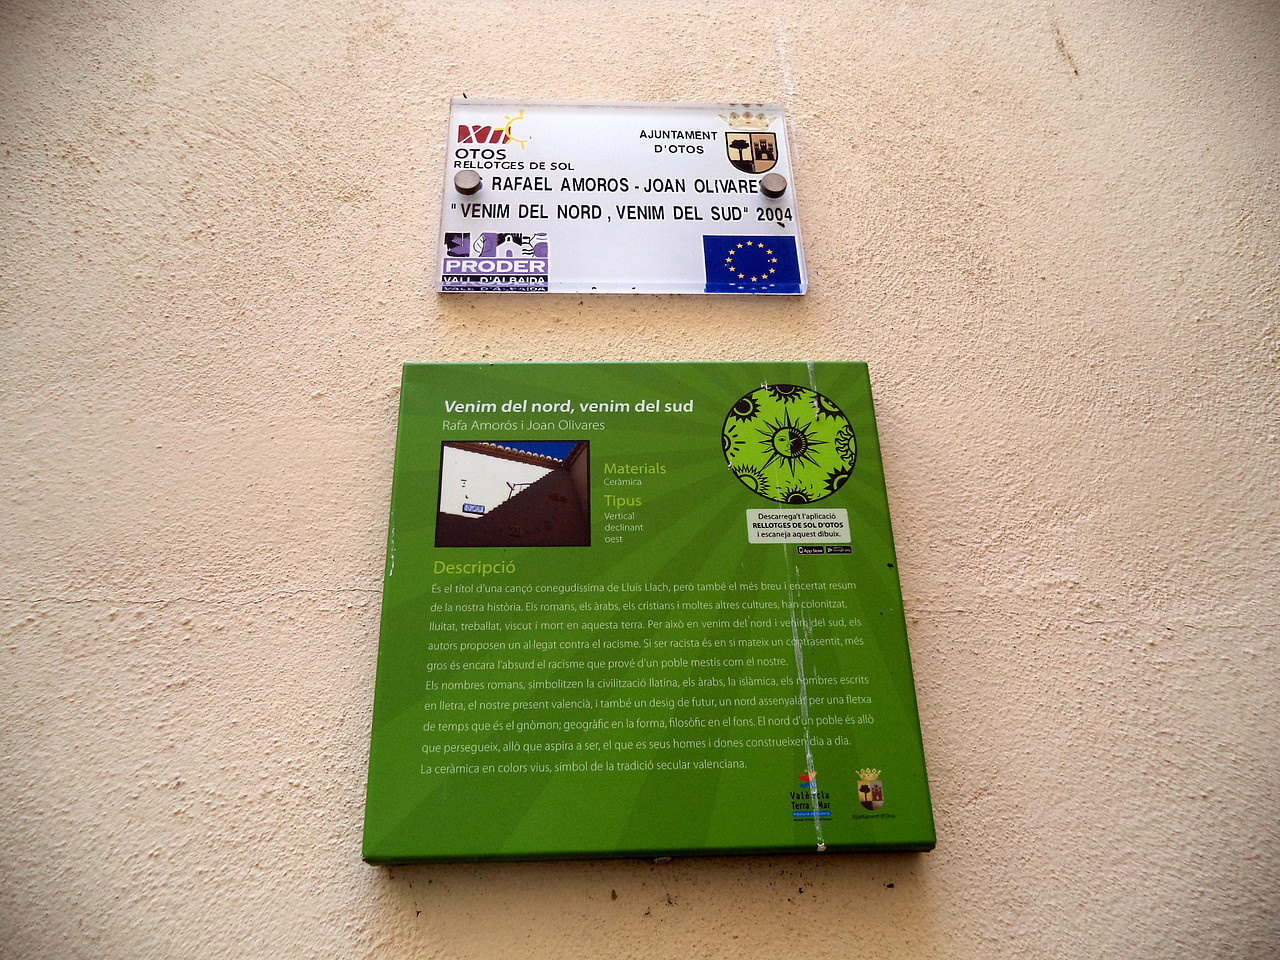 OTOS
RELLOTGES DE SOL
AJUNTAMENT
D'OTOS
RAFAEL AMOROS - JOAN OLIVARES
"VENIM DEL NORD , VENIM DEL SUD" 2004
PRODER
VALL D'ALBAIDA
Venim del nord, venim del sud
Rafa Amorós i Joan Olivares
Materials
Ceràmica
Tipus
Vertical
declinant
oest
Descarrega't l'aplicació
RELLOTGES DE SOL D'OTOS
i escaneja aquest dibuix.
App Store
Descripció
És el títol d'una cançó conegudíssima de Lluís Llach, però també el més breu i encertat resum
de la nostra història. Els romans, els àrabs, els cristians i moltes altres cultures, han colonitzat,
lluitat, treballat, viscut i mort en aquesta terra. Per això en venim del nord i venim del sud, els
autors proposen un al·legat contra el racisme. Si ser racista és en si mateix un contrasentit, més
gros és encara l'absurd el racisme que prové d'un poble mestís com el nostre.
Els nombres romans, simbolitzen la civilització llatina, els àrabs, la islàmica, els nombres escrits
en lletra, el nostre present valencià, i també un desig de futur, un nord assenyalat per una fletxa
de temps que és el gnòmon; geogràfic en la forma, filosòfic en el fons. El nord d'un poble és allò
que persegueix, allò que aspira a ser, el que es seus homes i dones construeixen dia a dia.
La ceràmica en colors vius, símbol de la tradició secular valenciana.
València
Terra i Mar
Ajuntament d'Otos